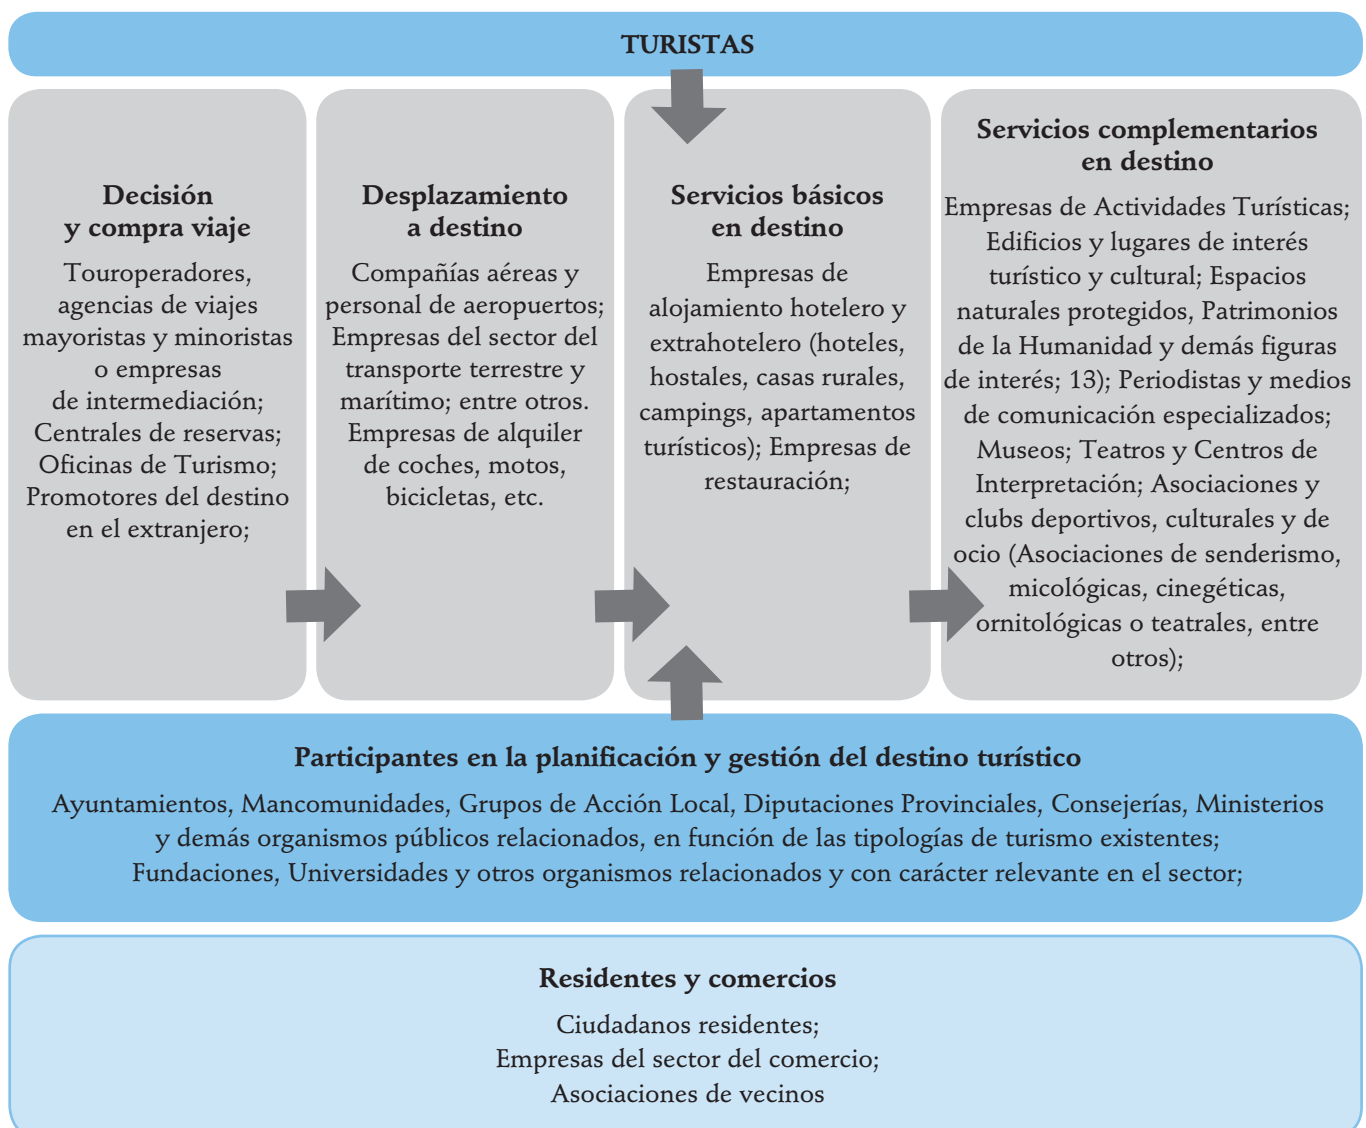 TURISTAS
Decisión
y compra viaje
Touroperadores,
agencias de viajes
mayoristas y minoristas
o empresas
de intermediación;
Centrales de reservas;
Oficinas de Turismo;
Promotores del destino
en el extranjero;
Desplazamiento
a destino
Compañías aéreas y
personal de aeropuertos;
Empresas del sector del
transporte terrestre y
marítimo; entre otros.
Empresas de alquiler
de coches, motos,
bicicletas, etc.
Servicios básicos
en destino
Empresas de
alojamiento hotelero y
extrahotelero (hoteles,
hostales, casas rurales,
campings, apartamentos
turísticos); Empresas de
restauración;
Servicios complementarios
en destino
Empresas de Actividades Turísticas;
Edificios y lugares de interés
turístico y cultural; Espacios
naturales protegidos, Patrimonios
de la Humanidad y demás figuras
de interés; 13); Periodistas y medios
de comunicación especializados;
Museos; Teatros y Centros de
Interpretación; Asociaciones y
clubs deportivos, culturales y de
ocio (Asociaciones de senderismo,
micológicas, cinegéticas,
ornitológicas o teatrales, entre
otros);
Participantes en la planificación y gestión del destino turístico
Ayuntamientos, Mancomunidades, Grupos de Acción Local, Diputaciones Provinciales, Consejerías, Ministerios
y demás organismos públicos relacionados, en función de las tipologías de turismo existentes;
Fundaciones, Universidades y otros organismos relacionados y con carácter relevante en el sector;
Residentes y comercios
Ciudadanos residentes;
Empresas del sector del comercio;
Asociaciones de vecinos